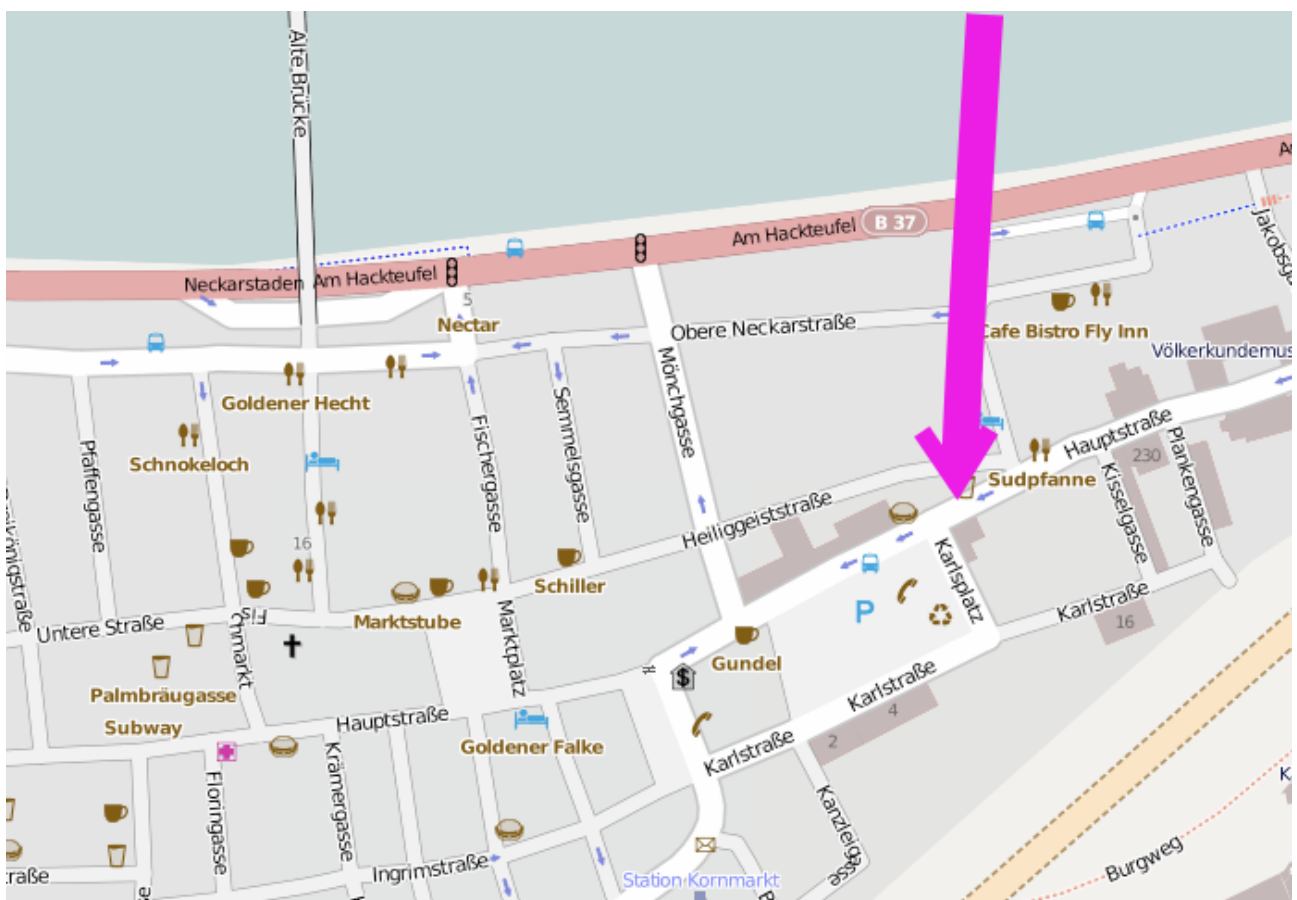 Alte Brücke
Am Hackteufel
B 37
Neckarstaden
Am Hackteufel
5
Nectar
Obere Neckarstraße
Cafe Bistro Fly Inn
Völkerkundemus
Goldener Hecht
Mönchgasse
Semmelsgasse
Fischergasse
Pfaffengasse
Schnokeloch
Hauptstraße
230
Plankengasse
Kisselgasse
Sudpfanne
Heiliggeiststraße
16
Karlsplatz
Schiller
Marktstube
Untere Straße
Karlstraße
16
P
Gundel
Marktplatz
Palmbräugasse
Subway
Hauptstraße
Goldener Falke
Karlstraße
4
2
Karlstraße
Krämergasse
Floringasse
Kanzleigasse
Ingrimstraße
Station Kornmarkt
Burgweg